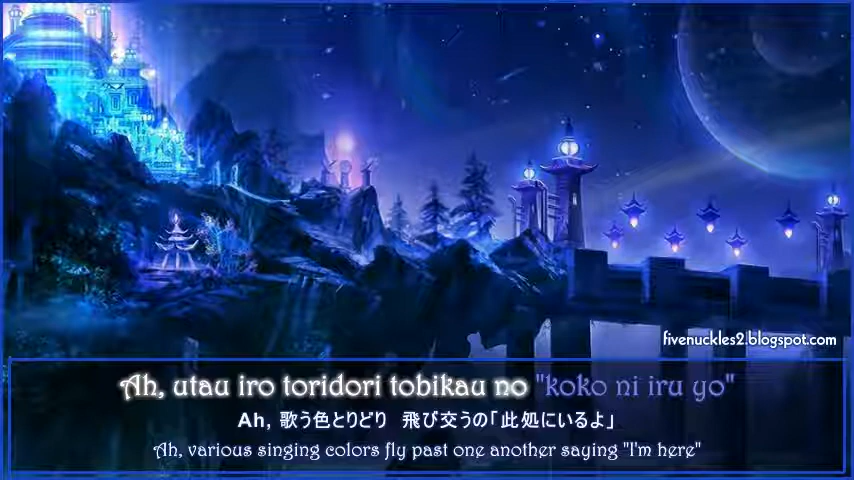 fivenuckles2.blogspot.com
Ah, utau iro toridori tobikau no "koko ni iru yo"
Ah, 歌う色とりどり 飛び交うの「此処にいるよ」
Ah, various singing colors fly past one another saying "I'm here"